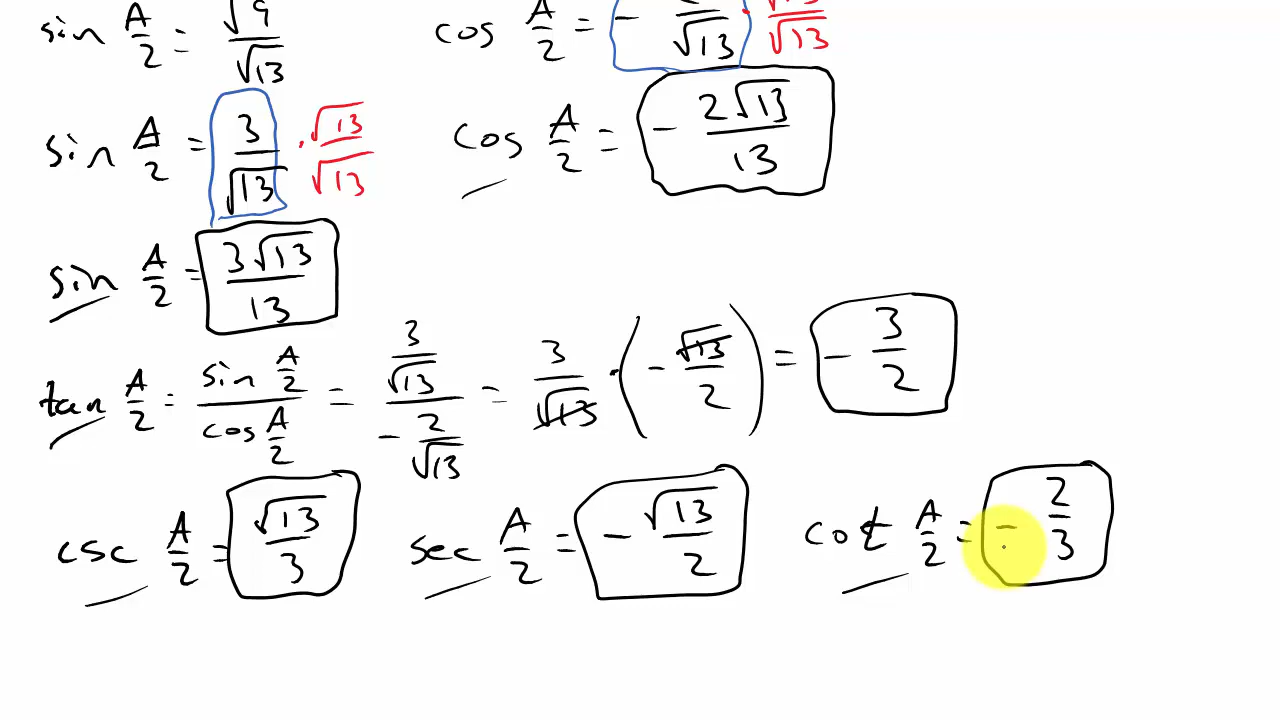 sin A/2 = √9/√13
cos A/2 = - 2/√13 · √13/√13
sin A/2 = 3/√13 · √13/√13
cos A/2 = - 2√13/13
sin A/2 = 3√13/13
tan A/2 = sin A/2 / cos A/2 = 3/√13 / - 2/√13 = 3/√13 · (- √13/2) = - 3/2
csc A/2 = √13/3
sec A/2 = - √13/2
cot A/2 = - 2/3